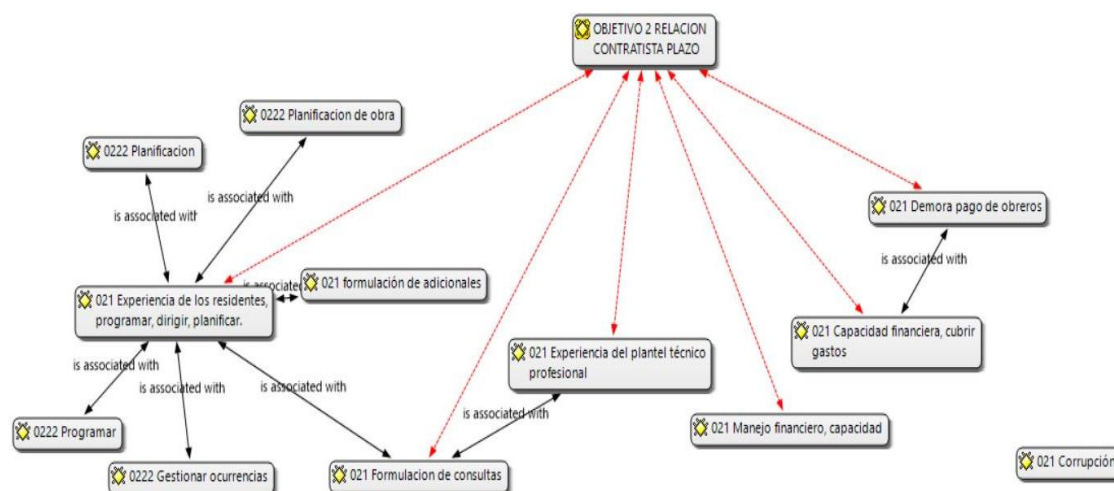 OBJETIVO 2 RELACION
CONTRATISTA PLAZO
0222 Planificacion de obra
0222 Planificacion
is associated with
is associated with
021 Demora pago de obreros
is associated with
is associated
021 formulación de adicionales
021 Experiencia de los residentes,
programar, dirigir, planificar.
021 Capacidad financiera, cubrir
gastos
021 Experiencia del plantel técnico
profesional
is associated with
is associated with
is associated with
is associated with
021 Manejo financiero, capacidad
0222 Programar
0222 Gestionar ocurrencias
021 Formulacion de consultas
021 Corrupción